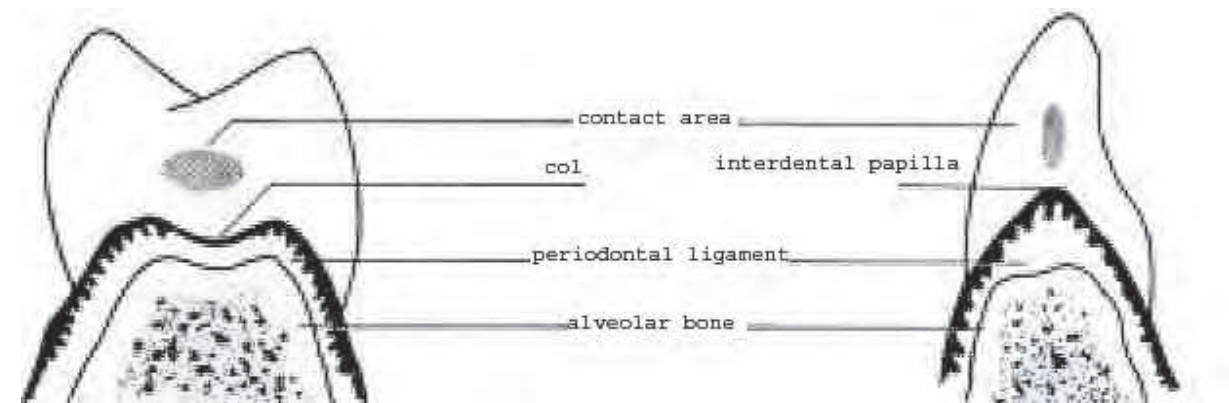 contact area
col
interdental papilla
periodontal ligament
alveolar bone